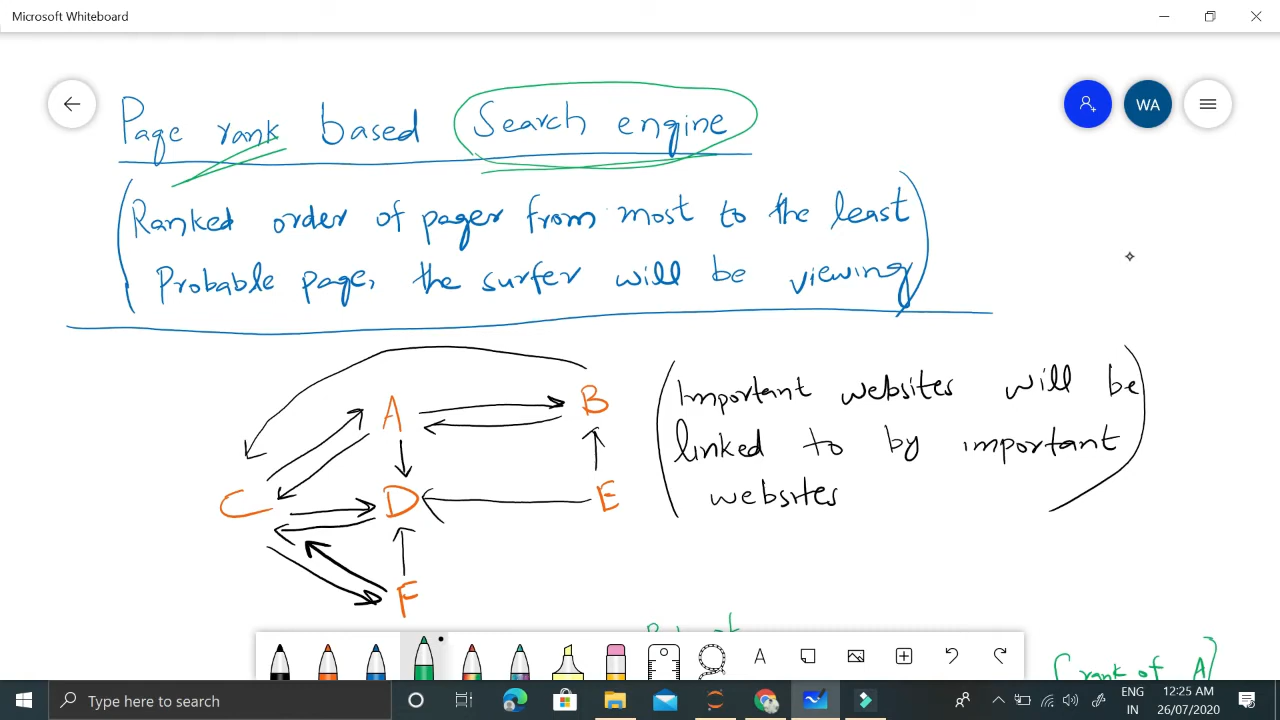 Microsoft Whiteboard
WA
Page rank based Search engine
(Ranked order of pages from most to the least
Probable page, the surfer will be viewing)
A
B
C
D
E
F
(Important websites will be
linked to by important
websites)
(rank of A)
A
Type here to search
ENG
IN
12:25 AM
26/07/2020